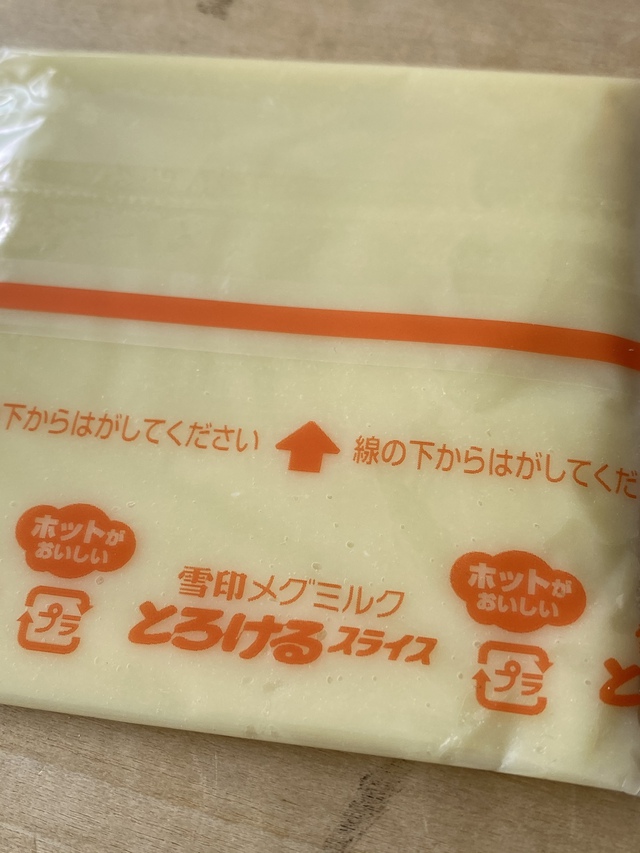 下からはがしてください
線の下からはがしてくだ
ホットが
おいしい
プラ
雪印メグミルク
とろけるスライス
ホットが
おいしい
プラ
と